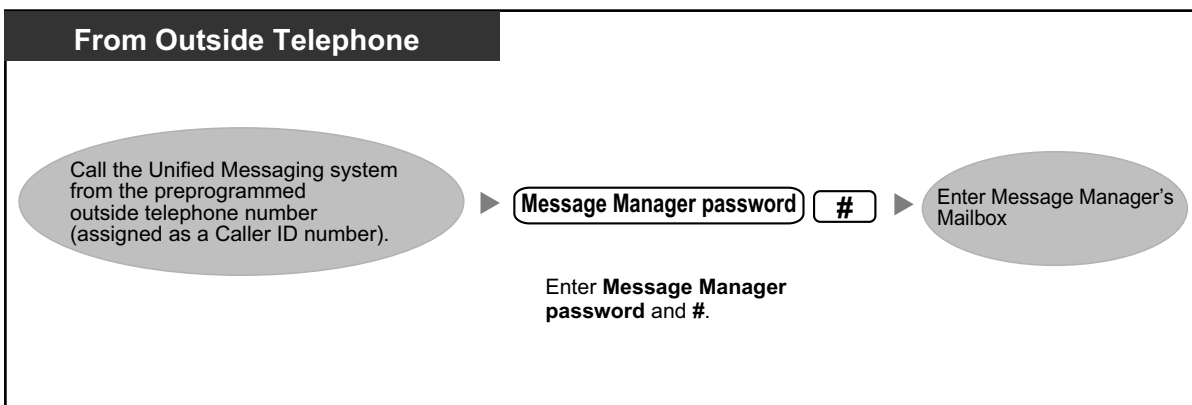 From Outside Telephone
Call the Unified Messaging system
from the preprogrammed
outside telephone number
(assigned as a Caller ID number).
Message Manager password #
Enter Message Manager's
Mailbox
Enter Message Manager
password and #.